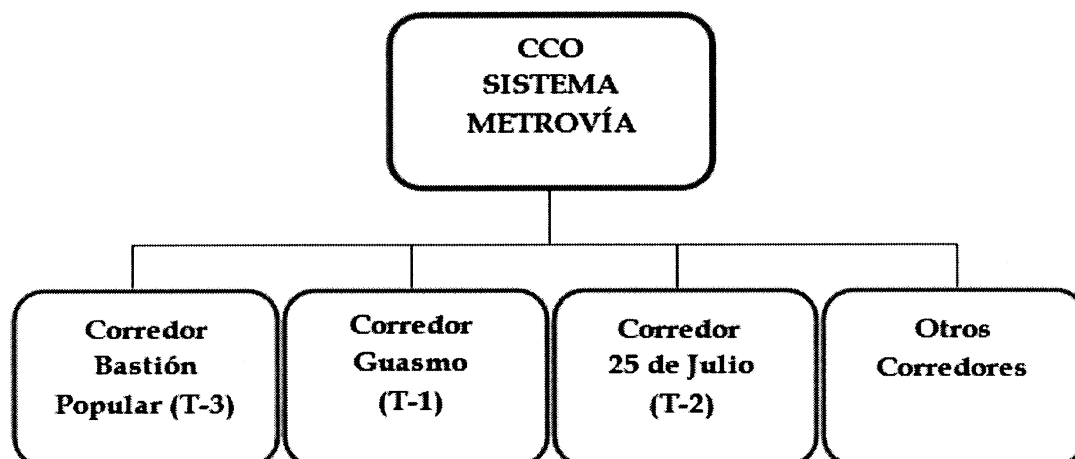 CCO
SISTEMA
METROVÍA
Corredor
Bastión
Popular (T-3)
Corredor
Guasmo
(T-1)
Corredor
25 de Julio
(T-2)
Otros
Corredores